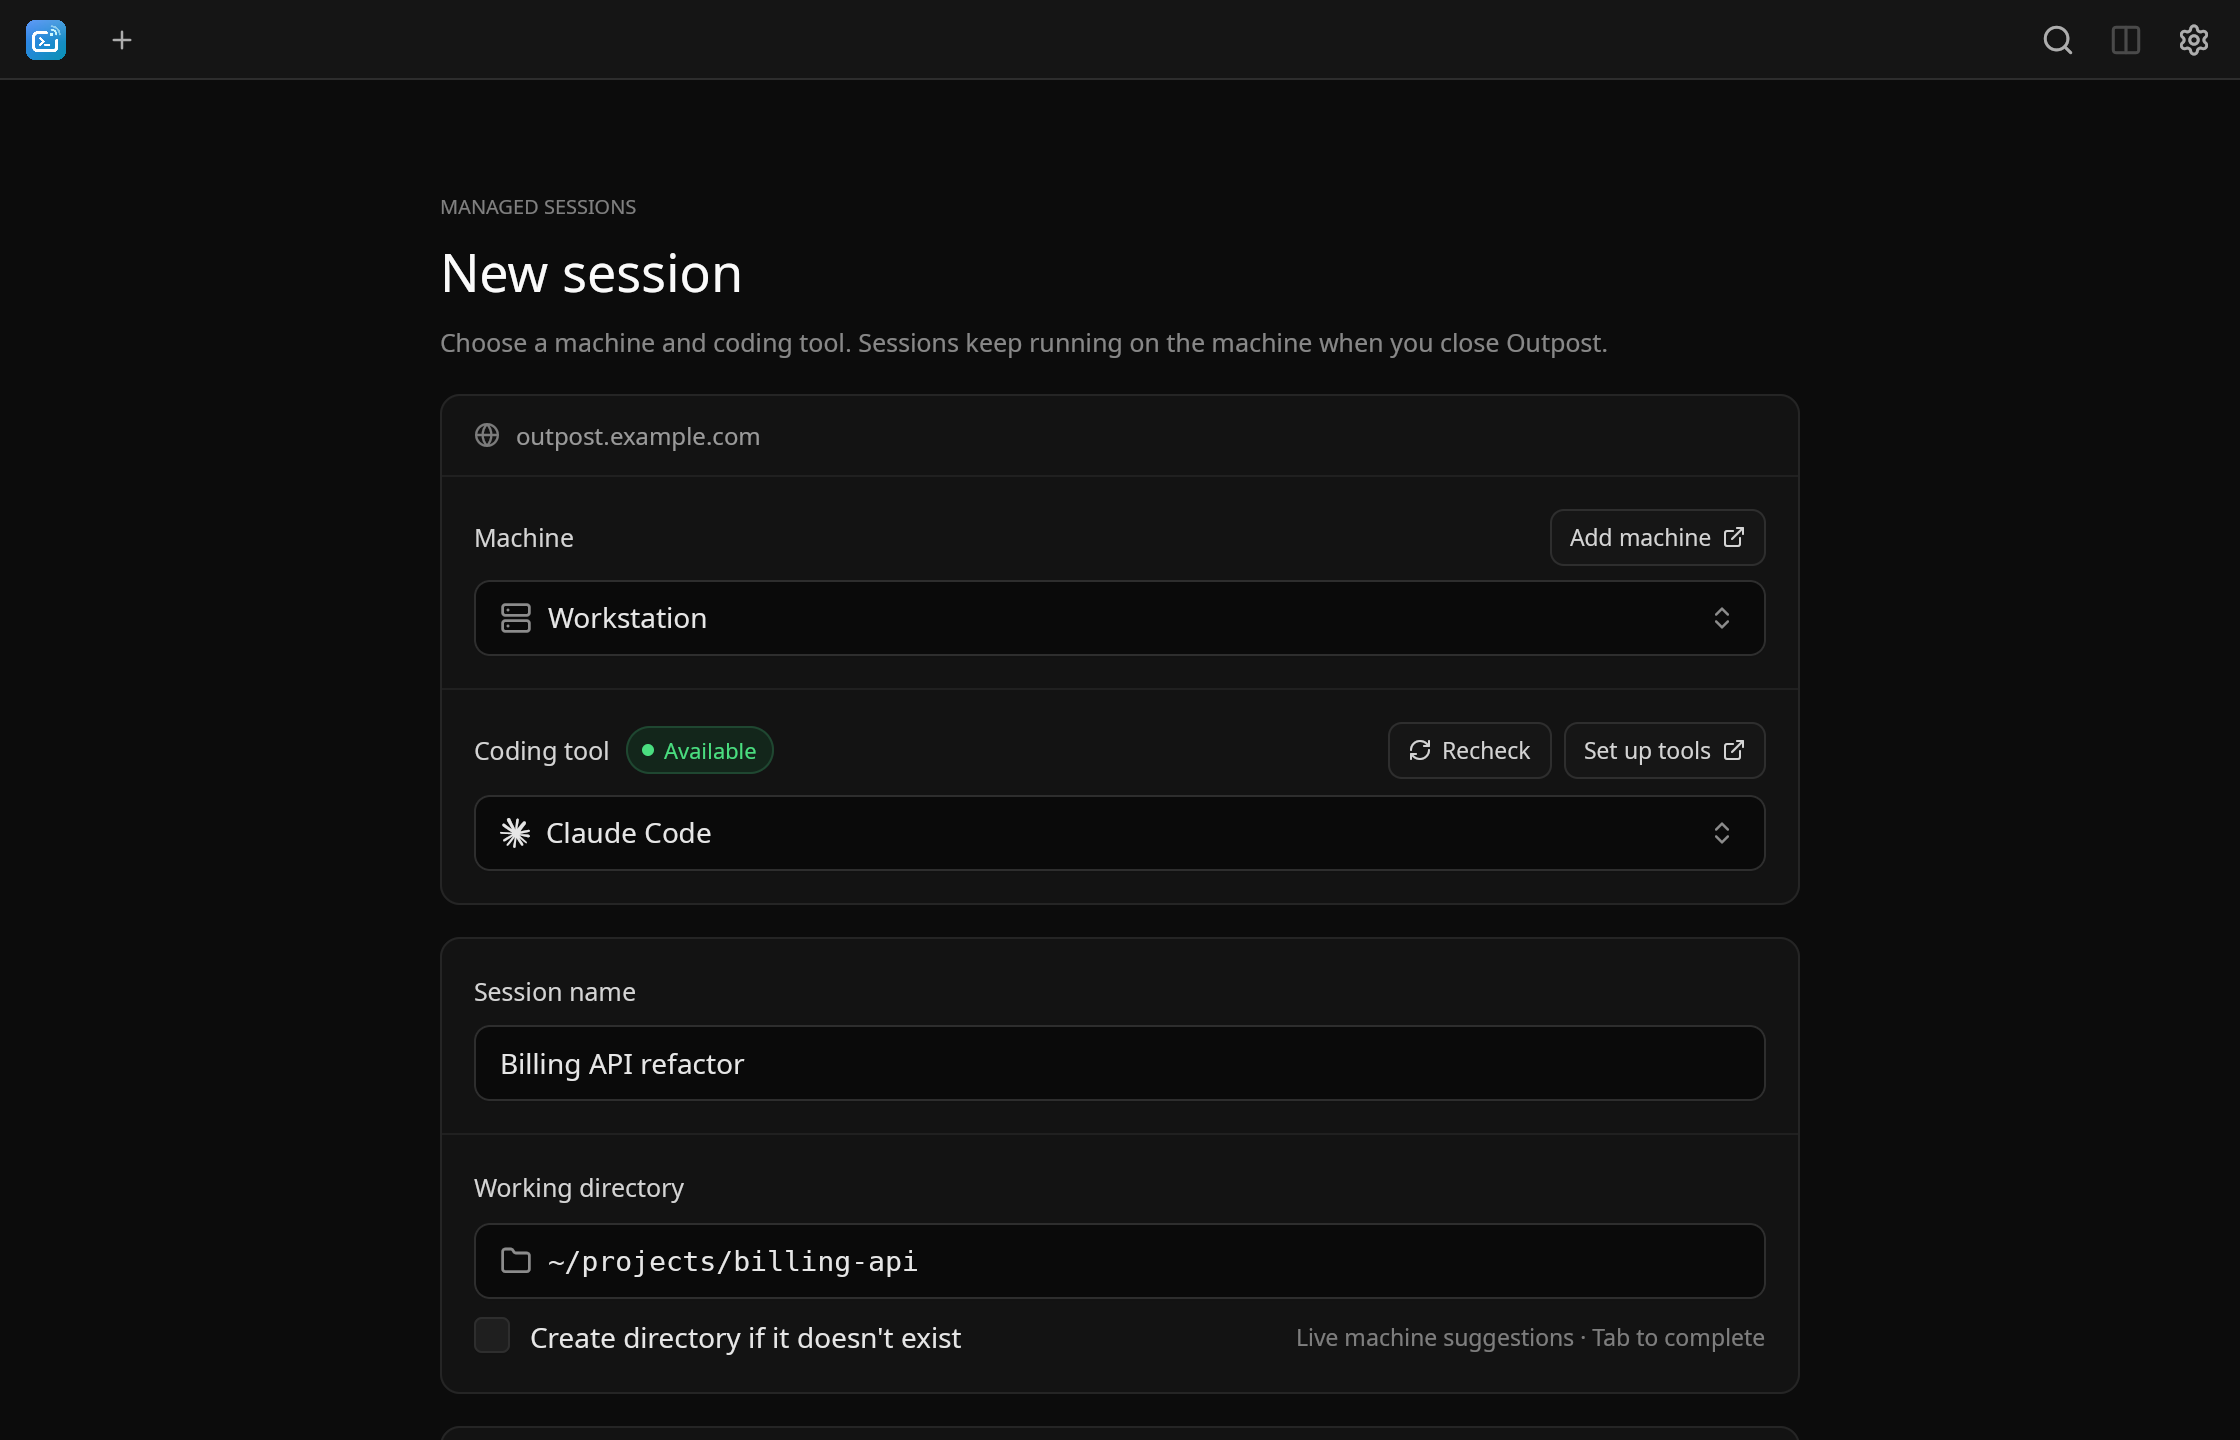 MANAGED SESSIONS
New session
Choose a machine and coding tool. Sessions keep running on the machine when you close Outpost.
outpost.example.com
Machine
Add machine
Workstation
Coding tool
Available
Recheck
Set up tools
Claude Code
Session name
Billing API refactor
Working directory
~/projects/billing-api
Create directory if it doesn't exist
Live machine suggestions · Tab to complete